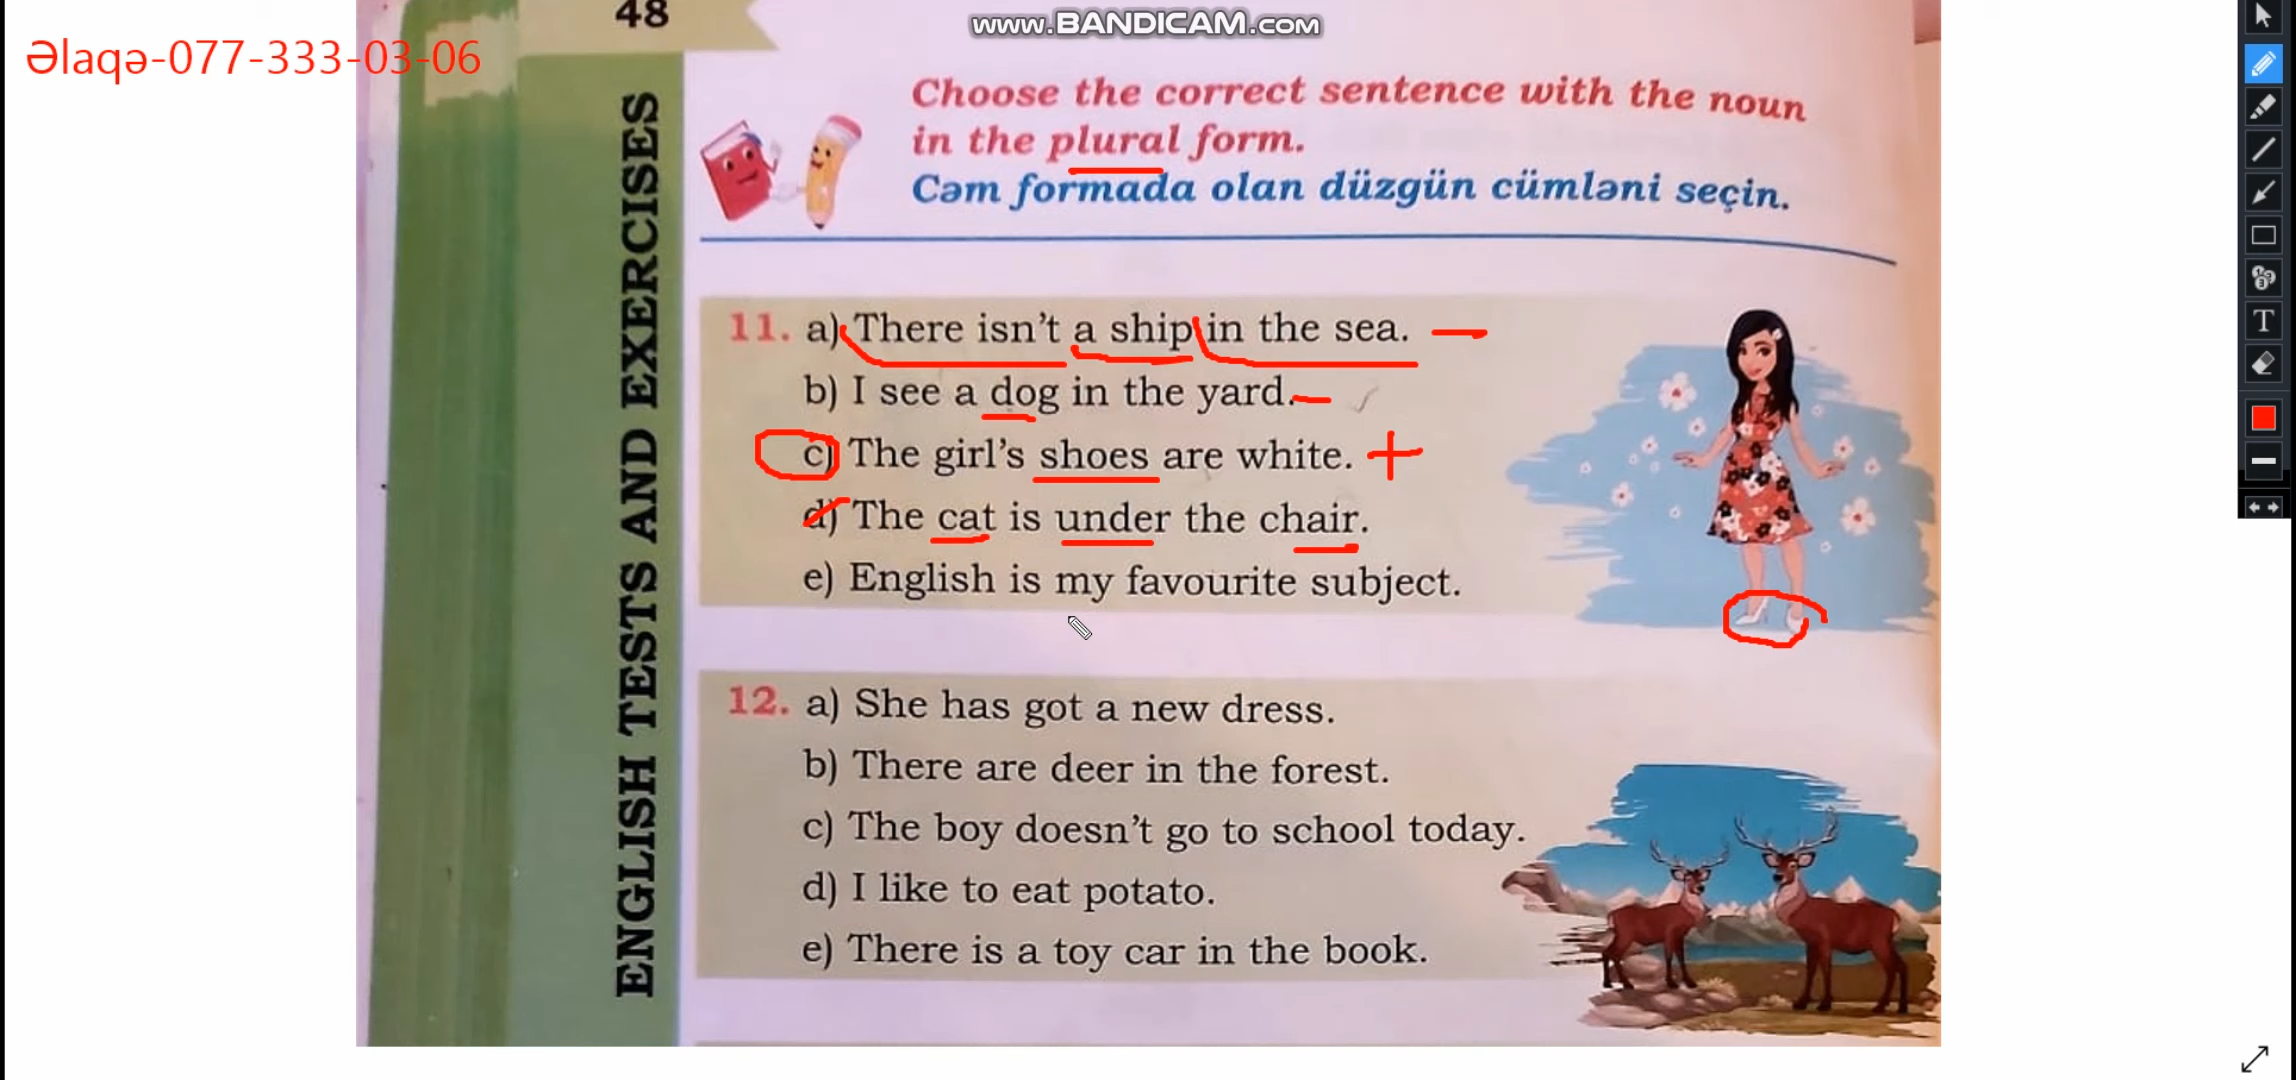 48
www.BANDICAM.com
Əlaqə-077-333-03-06
ENGLISH TESTS AND EXERCISES
Choose the correct sentence with the noun
in the plural form.
Cəm formada olan düzgün cümləni seçin.
11. a) There isn't a ship in the sea.
b) I see a dog in the yard.
c) The girl's shoes are white.
d) The cat is under the chair.
e) English is my favourite subject.
12. a) She has got a new dress.
b) There are deer in the forest.
c) The boy doesn't go to school today.
d) I like to eat potato.
e) There is a toy car in the book.
T